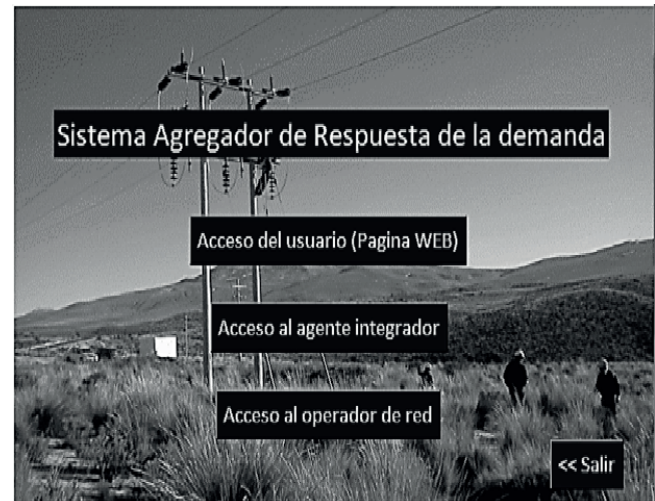 Sistema Agregador de Respuesta de la demanda
Acceso del usuario (Pagina WEB)
Acceso al agente integrador
Acceso al operador de red
<< Salir